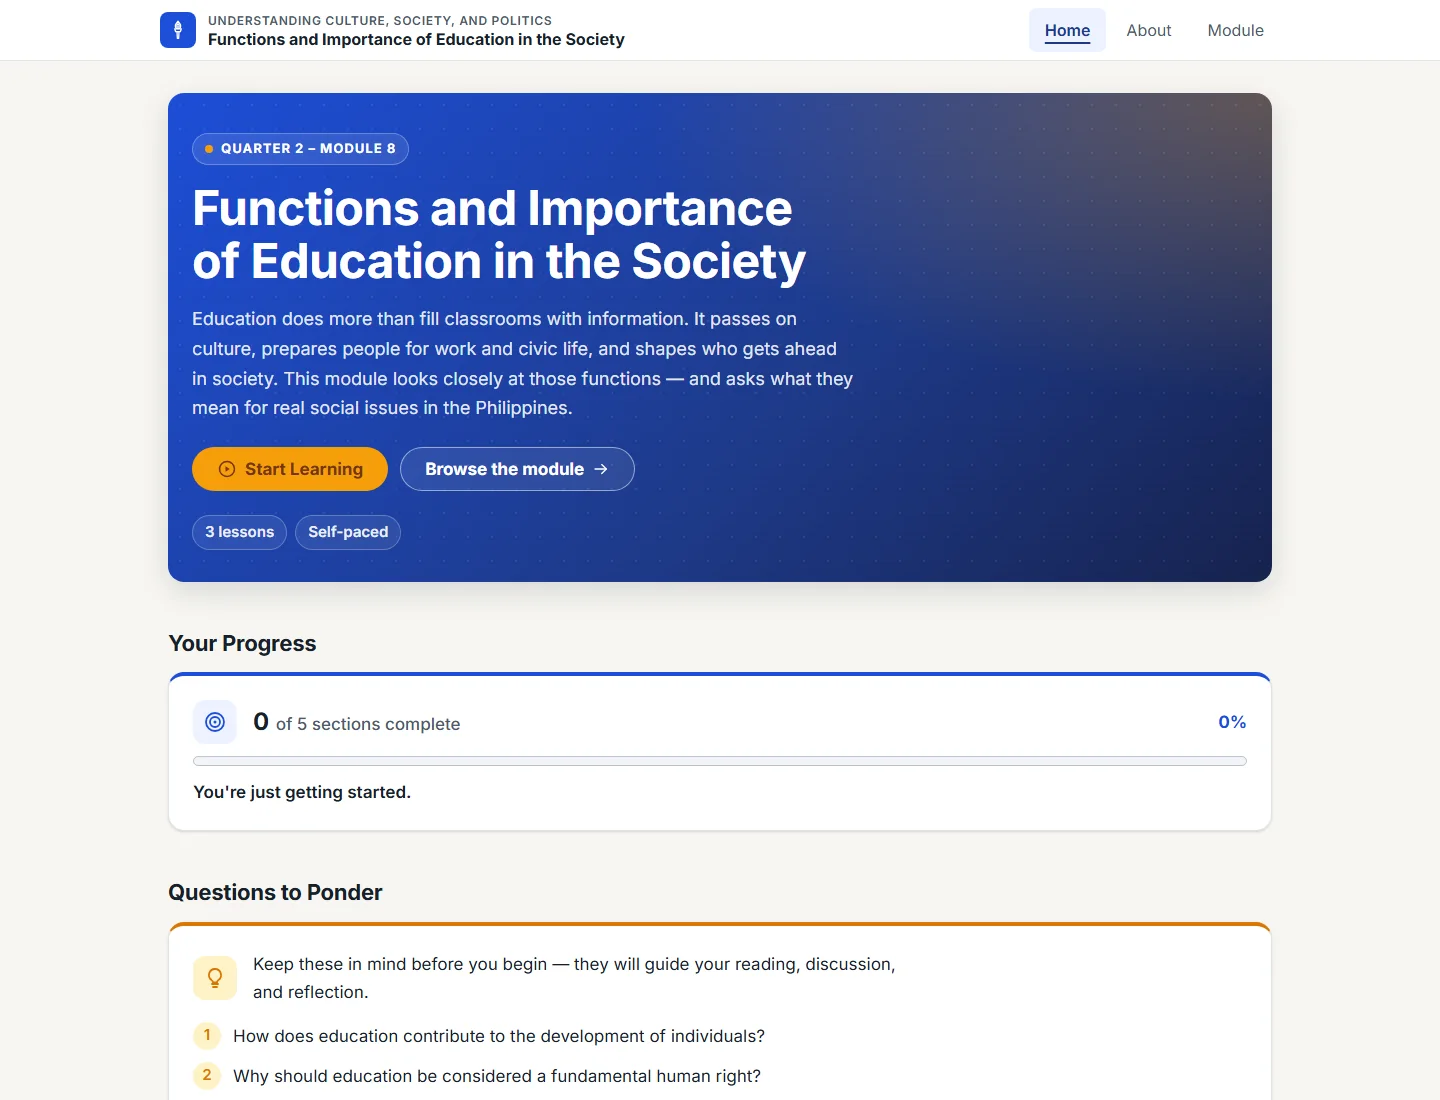 UNDERSTANDING CULTURE, SOCIETY, AND POLITICS
Functions and Importance of Education in the Society
Home
About
Module
QUARTER 2 – MODULE 8
Functions and Importance
of Education in the Society
Education does more than fill classrooms with information. It passes on
culture, prepares people for work and civic life, and shapes who gets ahead
in society. This module looks closely at those functions — and asks what they
mean for real social issues in the Philippines.
Start Learning
Browse the module →
3 lessons
Self-paced
Your Progress
0 of 5 sections complete
0%
You're just getting started.
Questions to Ponder
Keep these in mind before you begin — they will guide your reading, discussion,
and reflection.
1 How does education contribute to the development of individuals?
2 Why should education be considered a fundamental human right?